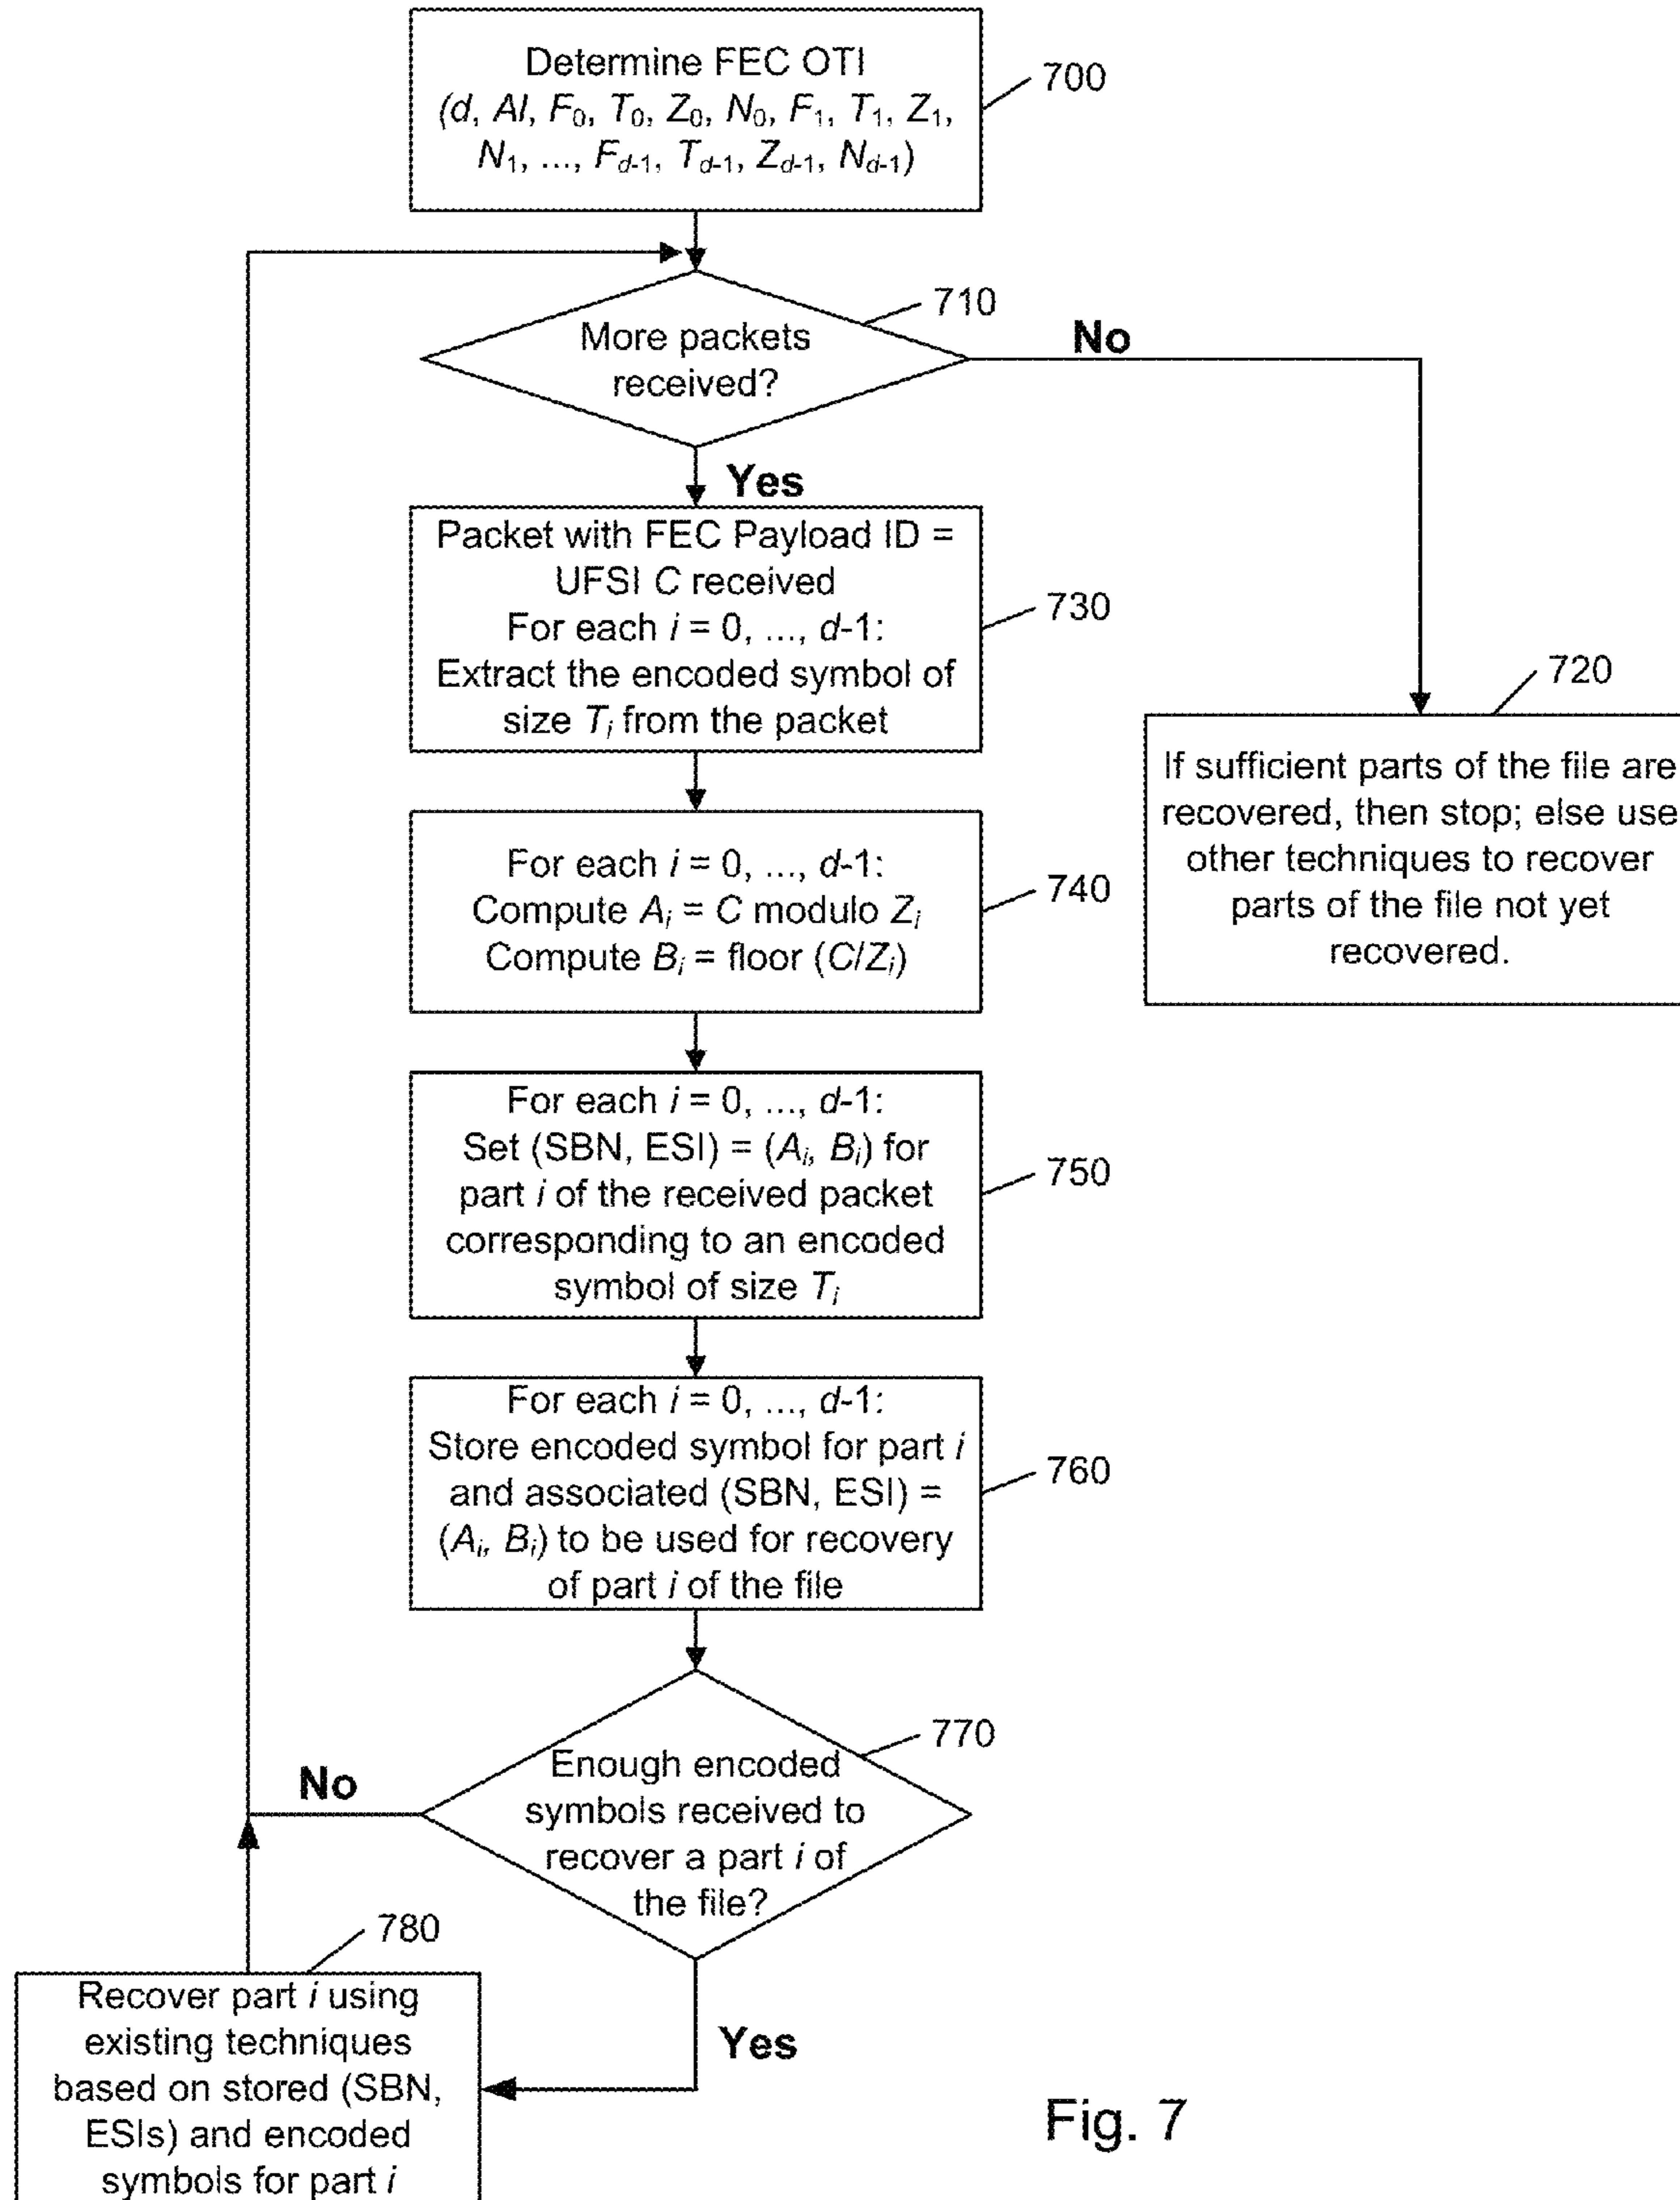 Determine FEC OTI
(d, AI, F₀, T₀, Z₀, N₀, F₁, T₁, Z₁,
N₁, ..., F_d-1, T_d-1, Z_d-1, N_d-1)
700
710
More packets
received?
No
Yes
Packet with FEC Payload ID =
UFSI C received
For each i = 0, ..., d-1:
Extract the encoded symbol of
size Tᵢ from the packet
730
720
If sufficient parts of the file are
recovered, then stop; else use
other techniques to recover
parts of the file not yet
recovered.
For each i = 0, ..., d-1:
Compute Aᵢ = C modulo Zᵢ
Compute Bᵢ = floor (C/Zᵢ)
740
For each i = 0, ..., d-1:
Set (SBN, ESI) = (Aᵢ, Bᵢ) for
part i of the received packet
corresponding to an encoded
symbol of size Tᵢ
750
For each i = 0, ..., d-1:
Store encoded symbol for part i
and associated (SBN, ESI) =
(Aᵢ, Bᵢ) to be used for recovery
of part i of the file
760
770
Enough encoded
symbols received to
recover a part i of
the file?
No
Yes
780
Recover part i using
existing techniques
based on stored (SBN,
ESIs) and encoded
symbols for part i
Fig. 7